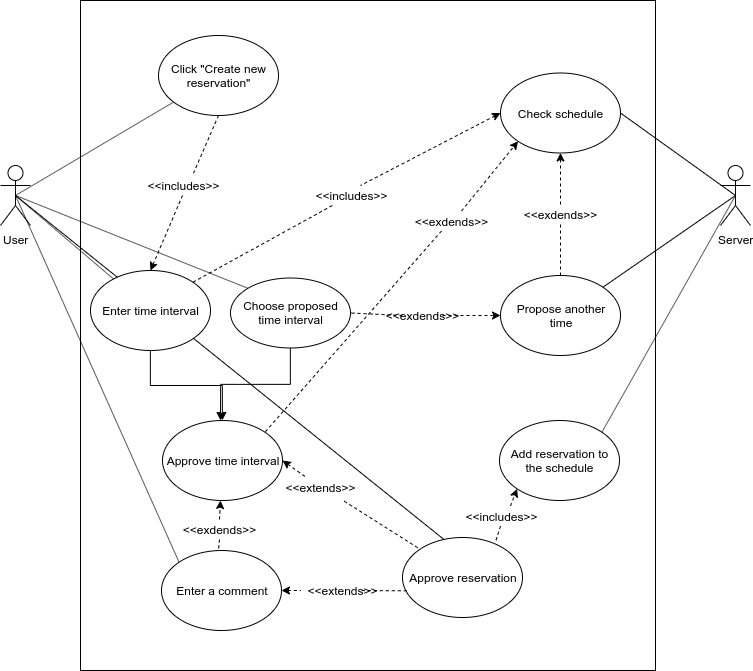 Click "Create new
reservation"
Check schedule
<<includes>>
<<includes>>
<<exdends>>
<<exdends>>
User
Server
Enter time interval
Choose proposed
time interval
<<exdends>>
Propose another
time
Approve time interval
Add reservation to
the schedule
<<extends>>
<<includes>>
<<exdends>>
Enter a comment
<<extends>>
Approve reservation